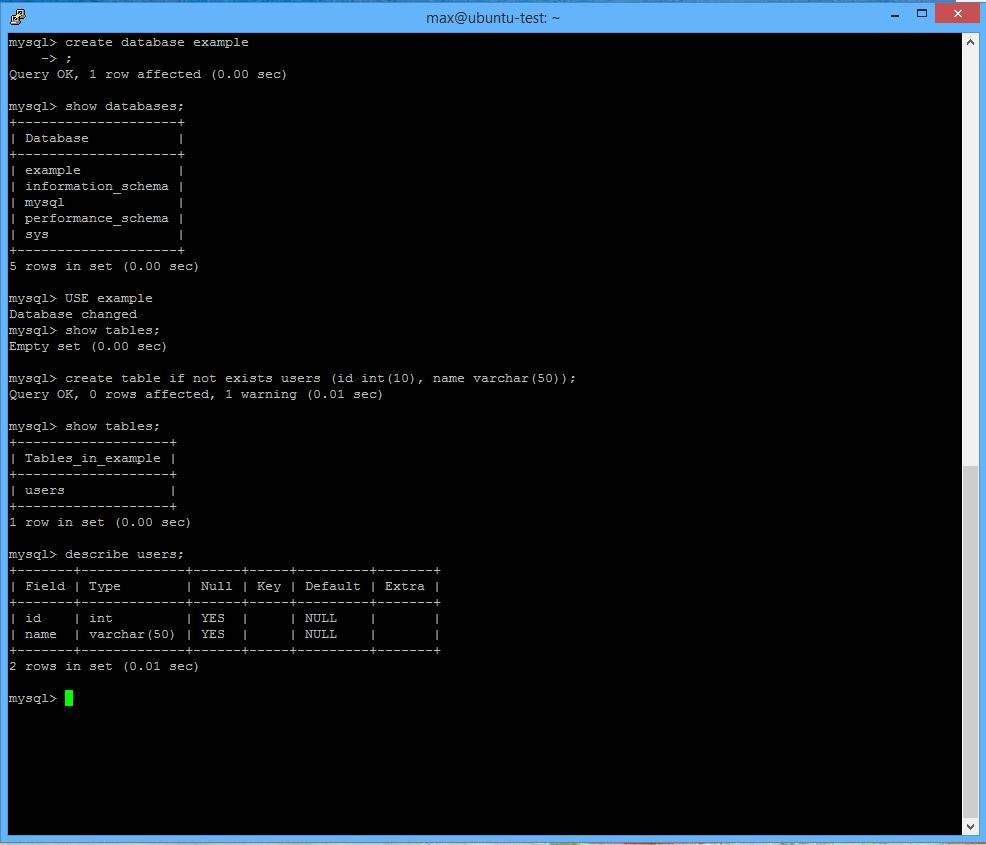 max@ubuntu-test: ~
mysql> create database example
    -> ;
Query OK, 1 row affected (0.00 sec)
mysql> show databases;
+--------------------+
| Database           |
+--------------------+
| example            |
| information_schema |
| mysql              |
| performance_schema |
| sys                |
+--------------------+
5 rows in set (0.00 sec)
mysql> USE example
Database changed
mysql> show tables;
Empty set (0.00 sec)
mysql> create table if not exists users (id int(10), name varchar(50));
Query OK, 0 rows affected, 1 warning (0.01 sec)
mysql> show tables;
+-------------------+
| Tables_in_example |
+-------------------+
| users             |
+-------------------+
1 row in set (0.00 sec)
mysql> describe users;
+-------+-------------+------+-----+---------+-------+
| Field | Type        | Null | Key | Default | Extra |
+-------+-------------+------+-----+---------+-------+
| id    | int         | YES  |     | NULL    |       |
| name  | varchar(50) | YES  |     | NULL    |       |
+-------+-------------+------+-----+---------+-------+
2 rows in set (0.01 sec)
mysql>